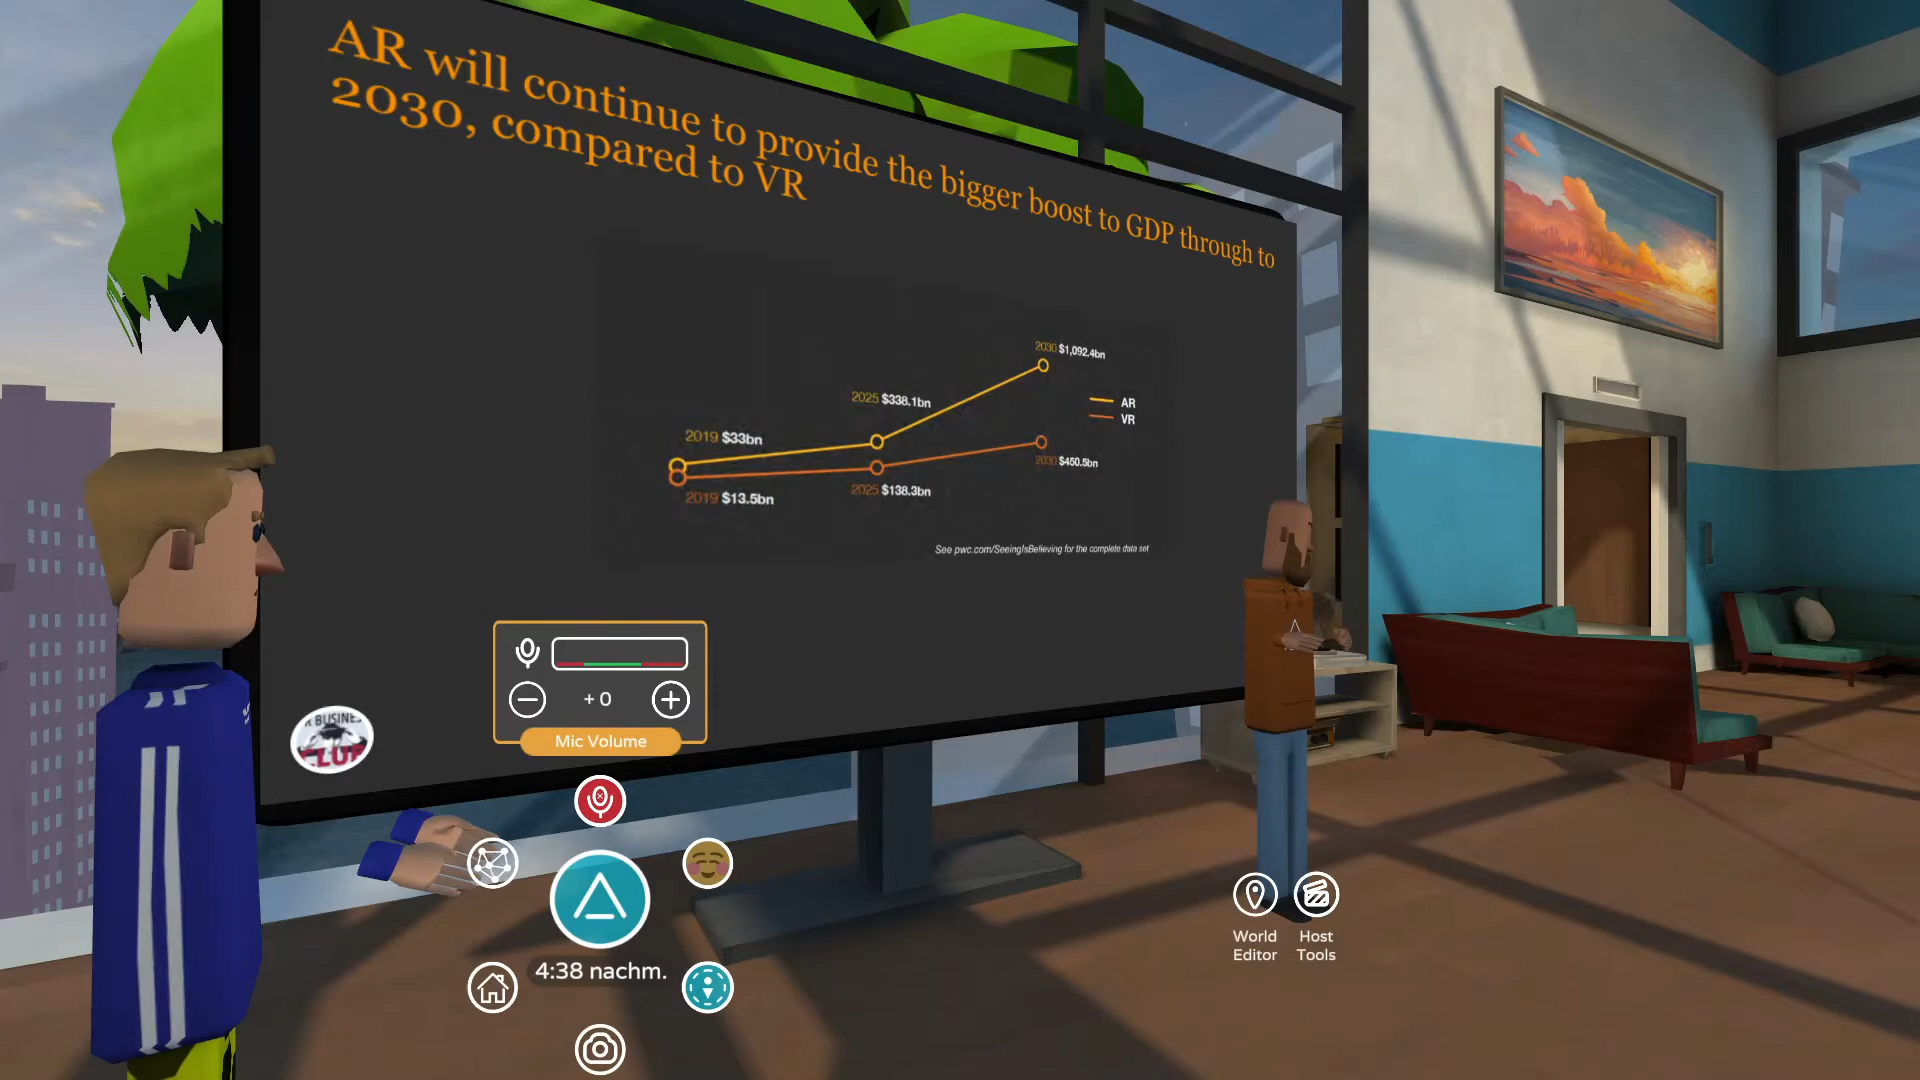 AR will continue to provide the bigger boost to GDP through to
2030, compared to VR
2030 $1,092.4bn
2025 $338.1bn
AR
VR
2019 $33bn
2030 $450.5bn
2025 $138.3bn
2019 $13.5bn
See pwc.com/SeeingIsBelieving for the complete data set
+ 0
Mic Volume
R BUSINE
CLUB
4:38 nachm.
World
Editor
Host
Tools